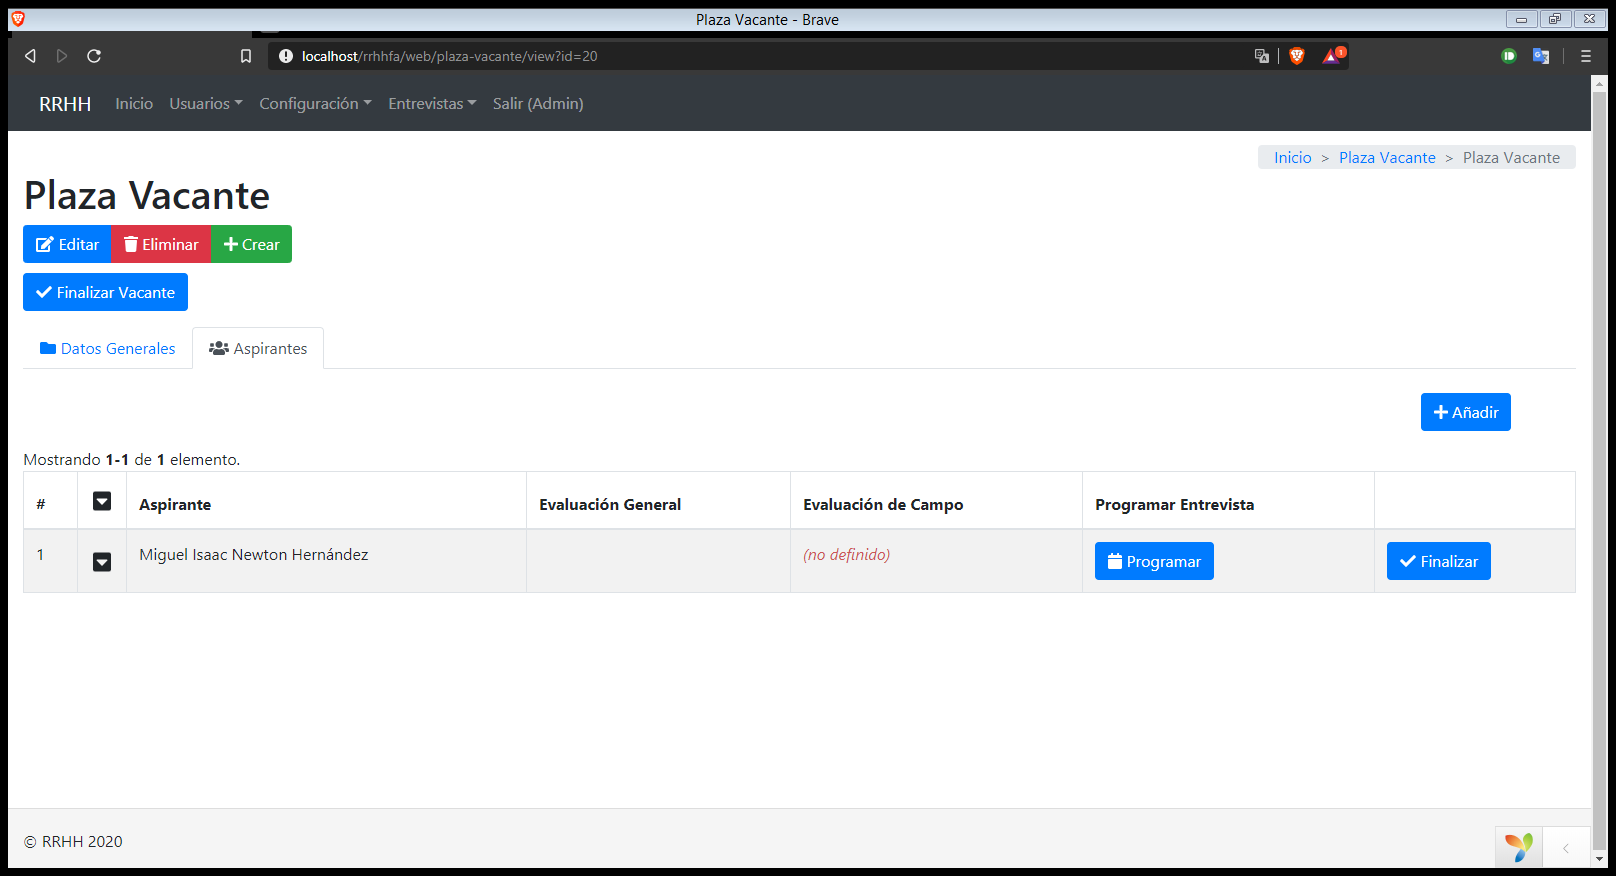 Plaza Vacante - Brave
localhost/rrhhfa/web/plaza-vacante/view?id=20
1
RRHH Inicio Usuarios Configuración Entrevistas Salir (Admin)
Inicio > Plaza Vacante > Plaza Vacante
Plaza Vacante
Editar Eliminar Crear
Finalizar Vacante
Datos Generales Aspirantes
Añadir
Mostrando 1-1 de 1 elemento.
# Aspirante Evaluación General Evaluación de Campo Programar Entrevista
1 Miguel Isaac Newton Hernández (no definido) Programar Finalizar
© RRHH 2020